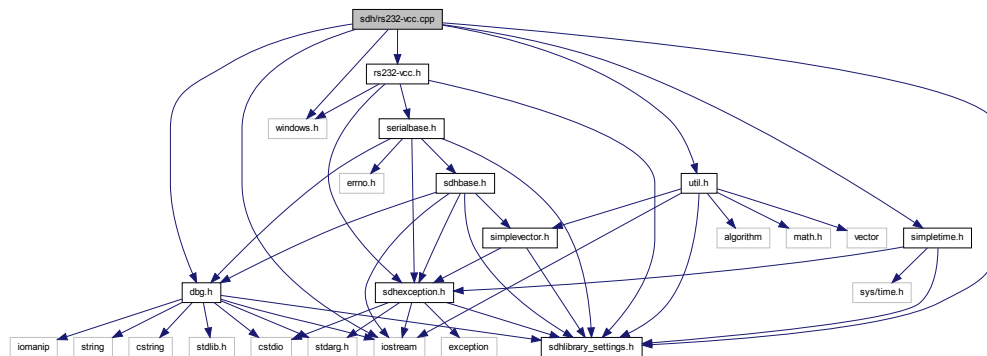 sdh/rs232-vcc.cpp
rs232-vcc.h
windows.h
serialbase.h
errno.h
sdhbase.h
util.h
simplevector.h
algorithm
math.h
vector
simpletime.h
dbg.h
sdhexception.h
sys/time.h
iomanip
string
cstring
stdlib.h
cstdio
stdarg.h
iostream
exception
sdhlibrary_settings.h